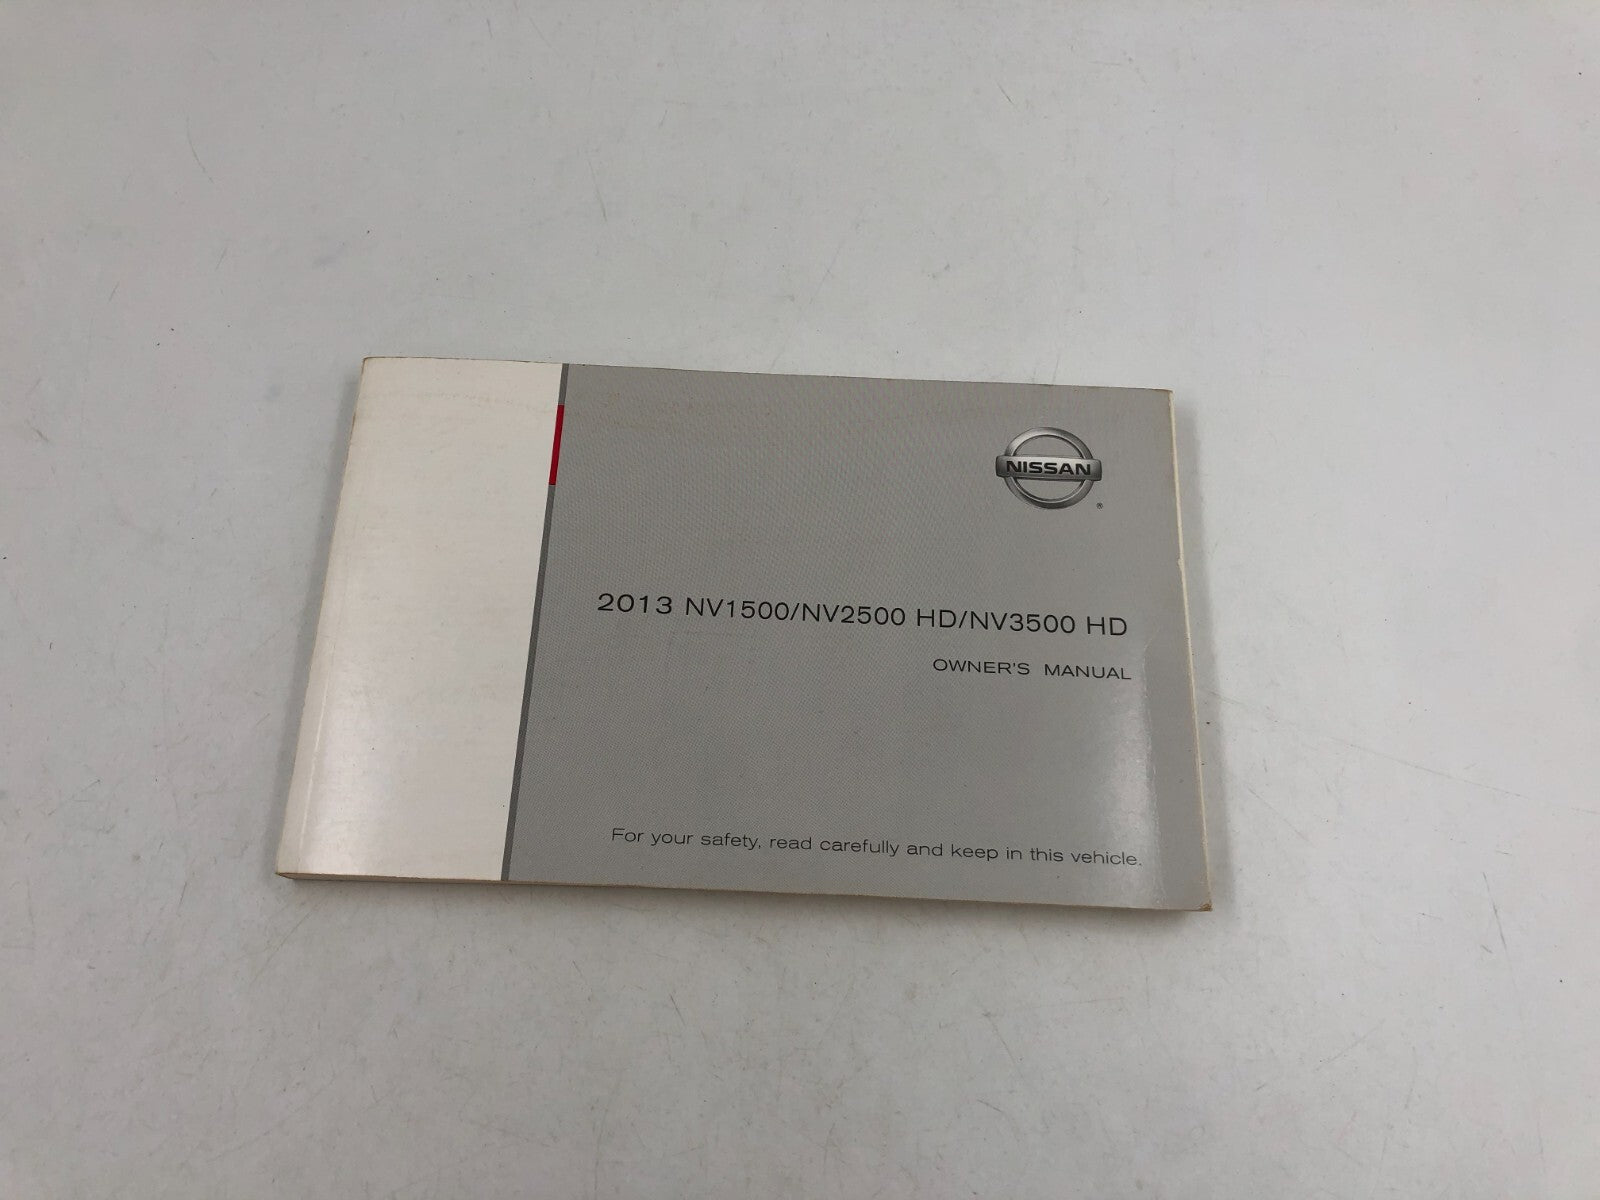 NISSAN
®
2013 NV1500/NV2500 HD/NV3500 HD
OWNER'S MANUAL
For your safety, read carefully and keep in this vehicle.